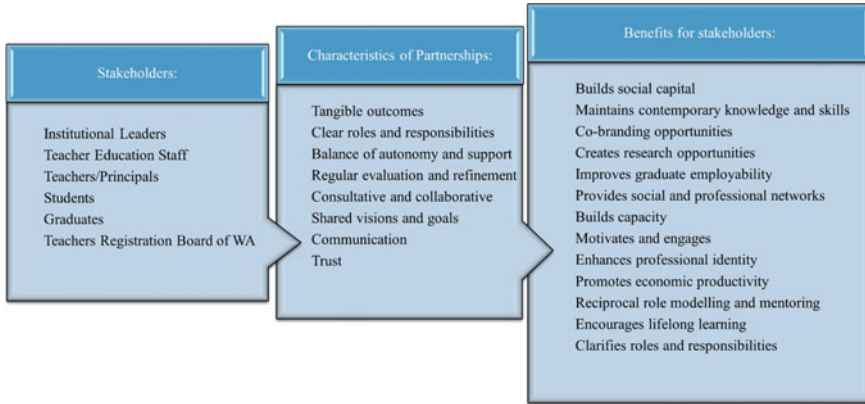 Stakeholders:
Institutional Leaders
Teacher Education Staff
Teachers/Principals
Students
Graduates
Teachers Registration Board of WA
Characteristics of Partnerships:
Tangible outcomes
Clear roles and responsibilities
Balance of autonomy and support
Regular evaluation and refinement
Consultative and collaborative
Shared visions and goals
Communication
Trust
Benefits for stakeholders:
Builds social capital
Maintains contemporary knowledge and skills
Co-branding opportunities
Creates research opportunities
Improves graduate employability
Provides social and professional networks
Builds capacity
Motivates and engages
Enhances professional identity
Promotes economic productivity
Reciprocal role modelling and mentoring
Encourages lifelong learning
Clarifies roles and responsibilities